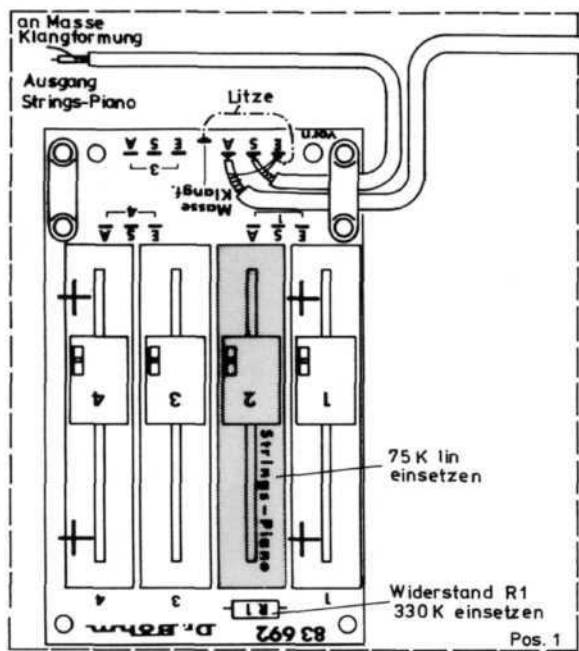 an Masse
Klangformung
Ausgang
Strings-Piano
Litze
vorn
A S E
3
A S E
Masse
Klangf.
4
A S E
1
A S E
4
3
2
1
Strings-Piano
75 K lin
einsetzen
4
3
1
R1
Widerstand R1
330 K einsetzen
Dr. Böhm
83 692
Pos. 1